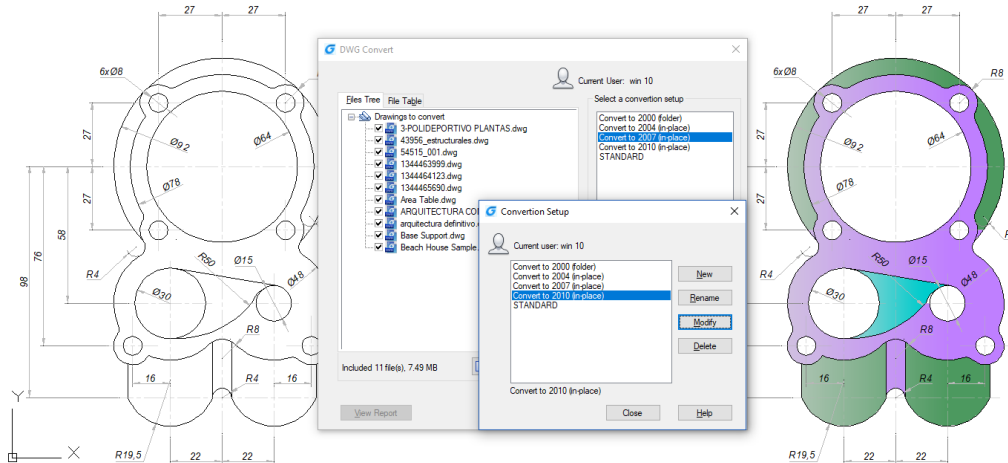 27
27
6xØ8
27
Ø92
Ø64
Ø78
27
98
76
58
R4
R50
Ø15
Ø48
Ø30
R8
16
R4
16
Y
X
R19,5
22
22
DWG Convert
Current User: win 10
Files Tree
File Table
Drawings to convert
3-POLIDEPORTIVO PLANTAS.dwg
43956_estructurales.dwg
54515_001.dwg
1344463999.dwg
1344464123.dwg
1344465690.dwg
Area Table.dwg
ARQUITECTURA
arquitectura definitivo.
Base Support.dwg
Beach House Sample.
Included 11 file(s), 7.49 MB
View Report
Select a convertion setup
Convert to 2000 (folder)
Convert to 2004 (in-place)
Convert to 2007 (in-place)
Convert to 2010 (in-place)
STANDARD
Convertion Setup
Current user: win 10
Convert to 2000 (folder)
Convert to 2004 (in-place)
Convert to 2007 (in-place)
Convert to 2010 (in-place)
STANDARD
New
Rename
Modify
Delete
Convert to 2010 (in-place)
Close
Help
27
27
6xØ8
R8
27
Ø92
Ø64
Ø78
27
R4
R50
Ø15
Ø48
Ø30
R8
16
R4
16
R19,5
22
22